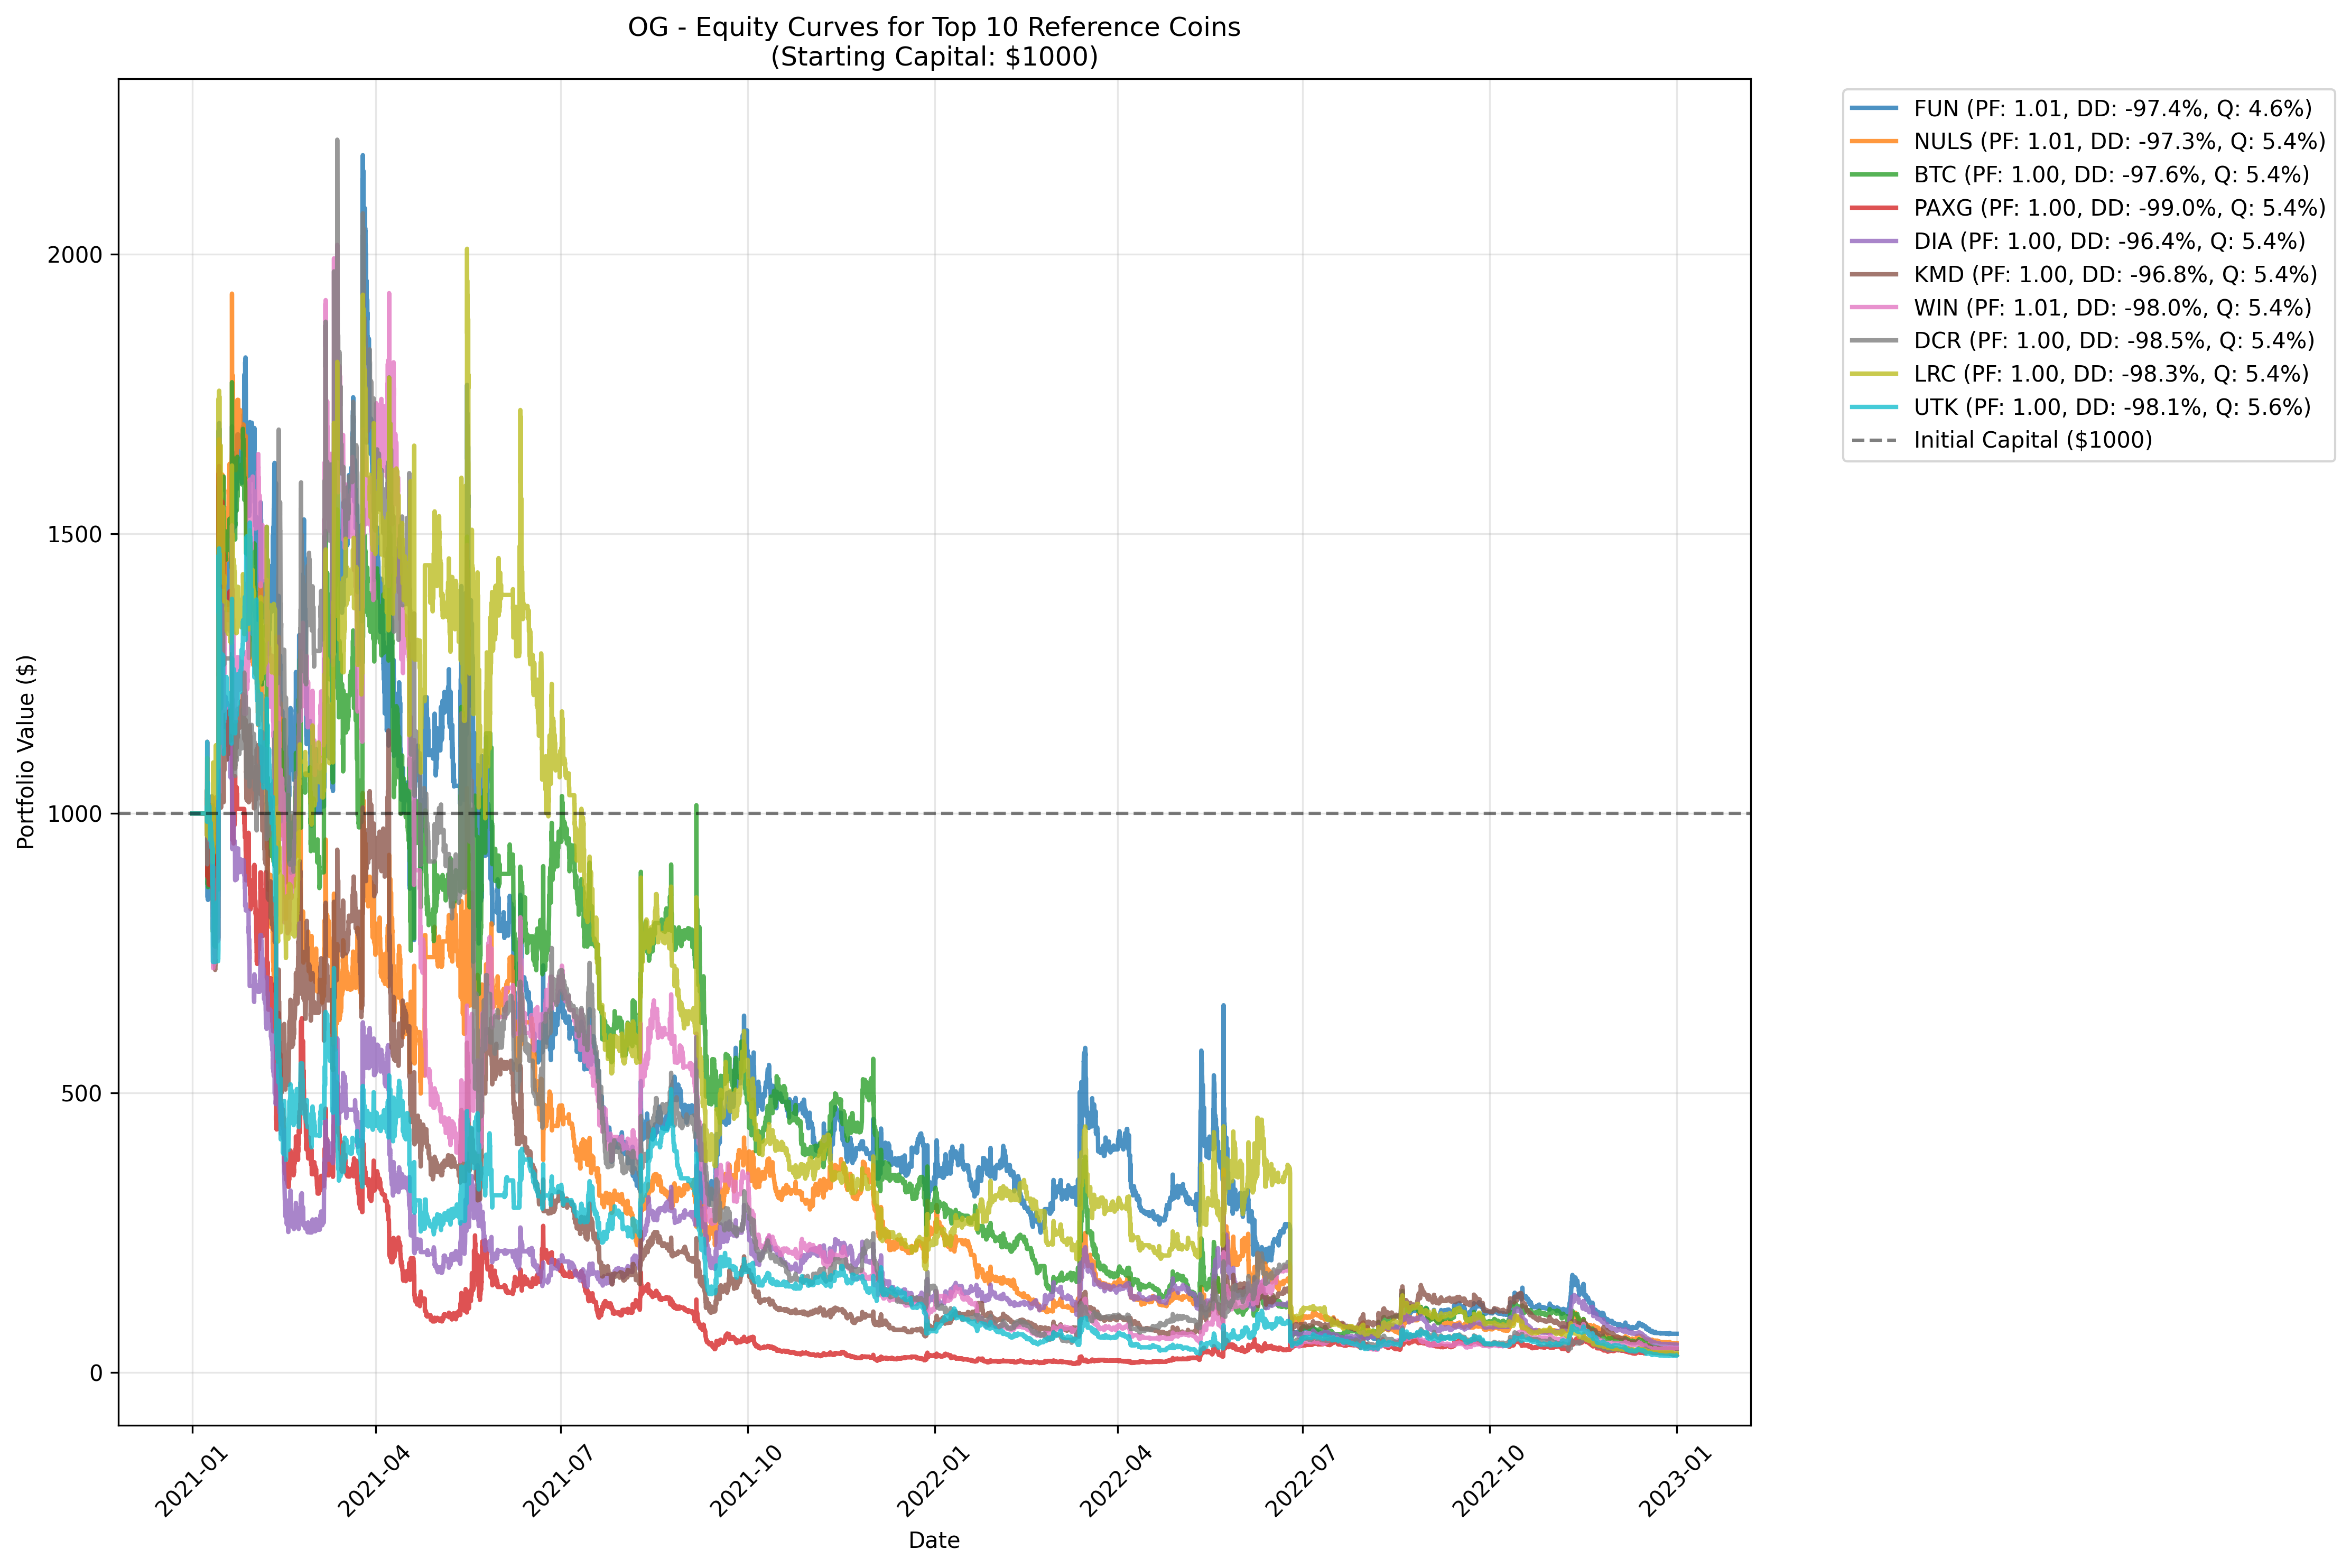 OG - Equity Curves for Top 10 Reference Coins
(Starting Capital: $1000)
FUN (PF: 1.01, DD: -97.4%, Q: 4.6%)
NULS (PF: 1.01, DD: -97.3%, Q: 5.4%)
BTC (PF: 1.00, DD: -97.6%, Q: 5.4%)
PAXG (PF: 1.00, DD: -99.0%, Q: 5.4%)
DIA (PF: 1.00, DD: -96.4%, Q: 5.4%)
KMD (PF: 1.00, DD: -96.8%, Q: 5.4%)
WIN (PF: 1.01, DD: -98.0%, Q: 5.4%)
DCR (PF: 1.00, DD: -98.5%, Q: 5.4%)
LRC (PF: 1.00, DD: -98.3%, Q: 5.4%)
UTK (PF: 1.00, DD: -98.1%, Q: 5.6%)
Initial Capital ($1000)
Portfolio Value ($)
2000
1500
1000
500
0
2021-01
2021-04
2021-07
2021-10
2022-01
2022-04
2022-07
2022-10
2023-01
Date